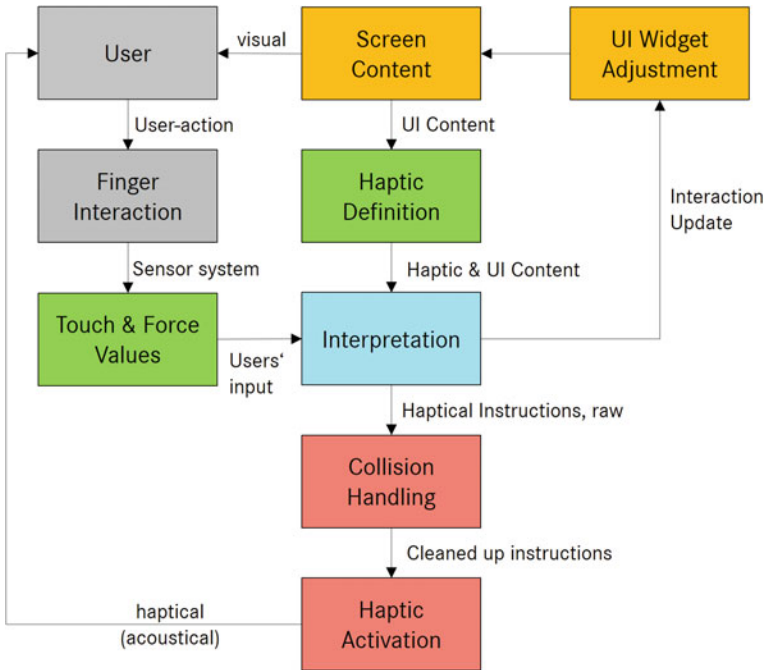 User
visual
Screen
Content
UI Widget
Adjustment
User-action
UI Content
Finger
Interaction
Haptic
Definition
Interaction
Update
Sensor system
Haptic & UI Content
Touch & Force
Values
Users‘
input
Interpretation
Haptical Instructions, raw
Collision
Handling
Cleaned up instructions
haptical
(acoustical)
Haptic
Activation